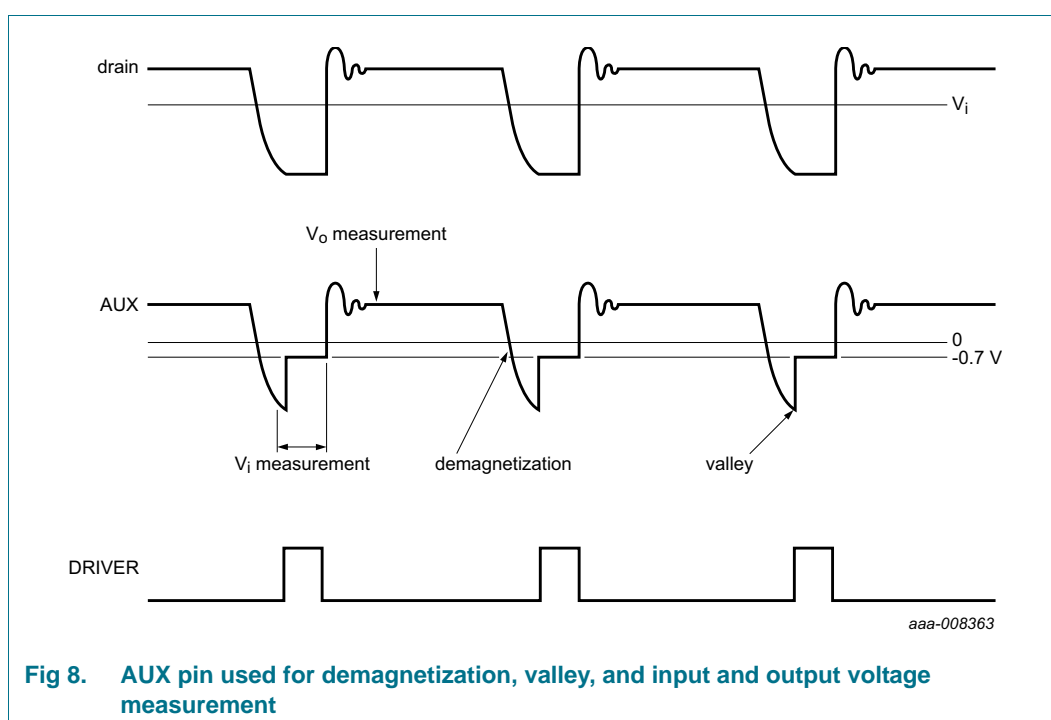 drain
Vi
Vo measurement
AUX
0
-0.7 V
Vi measurement
demagnetization
valley
DRIVER
aaa-008363
Fig 8. AUX pin used for demagnetization, valley, and input and output voltage
measurement